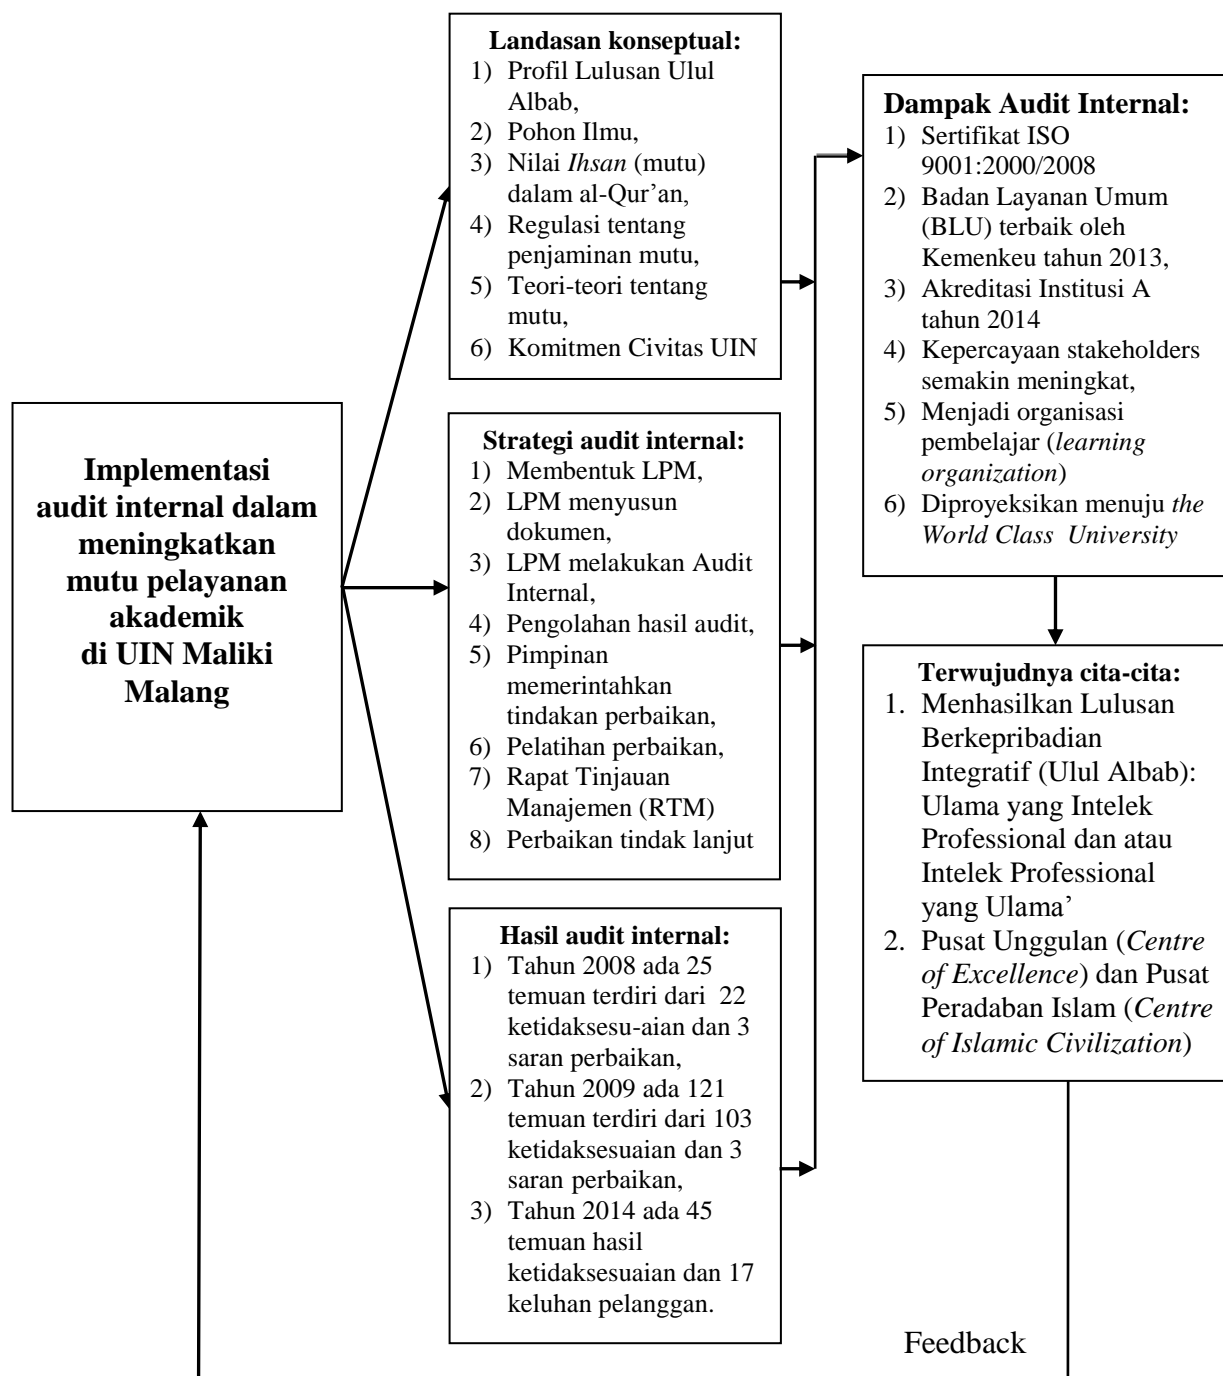 Implementasi
audit internal dalam
meningkatkan
mutu pelayanan
akademik
di UIN Maliki
Malang
Landasan konseptual:
1) Profil Lulusan Ulul
Albab,
2) Pohon Ilmu,
3) Nilai Ihsan (mutu)
dalam al-Qur’an,
4) Regulasi tentang
penjaminan mutu,
5) Teori-teori tentang
mutu,
6) Komitmen Civitas UIN
Strategi audit internal:
1) Membentuk LPM,
2) LPM menyusun
dokumen,
3) LPM melakukan Audit
Internal,
4) Pengolahan hasil audit,
5) Pimpinan
memerintahkan
tindakan perbaikan,
6) Pelatihan perbaikan,
7) Rapat Tinjauan
Manajemen (RTM)
8) Perbaikan tindak lanjut
Hasil audit internal:
1) Tahun 2008 ada 25
temuan terdiri dari 22
ketidaksesu-aian dan 3
saran perbaikan,
2) Tahun 2009 ada 121
temuan terdiri dari 103
ketidaksesuaian dan 3
saran perbaikan,
3) Tahun 2014 ada 45
temuan hasil
ketidaksesuaian dan 17
keluhan pelanggan.
Dampak Audit Internal:
1) Sertifikat ISO
9001:2000/2008
2) Badan Layanan Umum
(BLU) terbaik oleh
Kemenkeu tahun 2013,
3) Akreditasi Institusi A
tahun 2014
4) Kepercayaan stakeholders
semakin meningkat,
5) Menjadi organisasi
pembelajar (learning
organization)
6) Diproyeksikan menuju the
World Class University
Terwujudnya cita-cita:
1. Menhasilkan Lulusan
Berkepribadian
Integratif (Ulul Albab):
Ulama yang Intelek
Professional dan atau
Intelek Professional
yang Ulama’
2. Pusat Unggulan (Centre
of Excellence) dan Pusat
Peradaban Islam (Centre
of Islamic Civilization)
Feedback